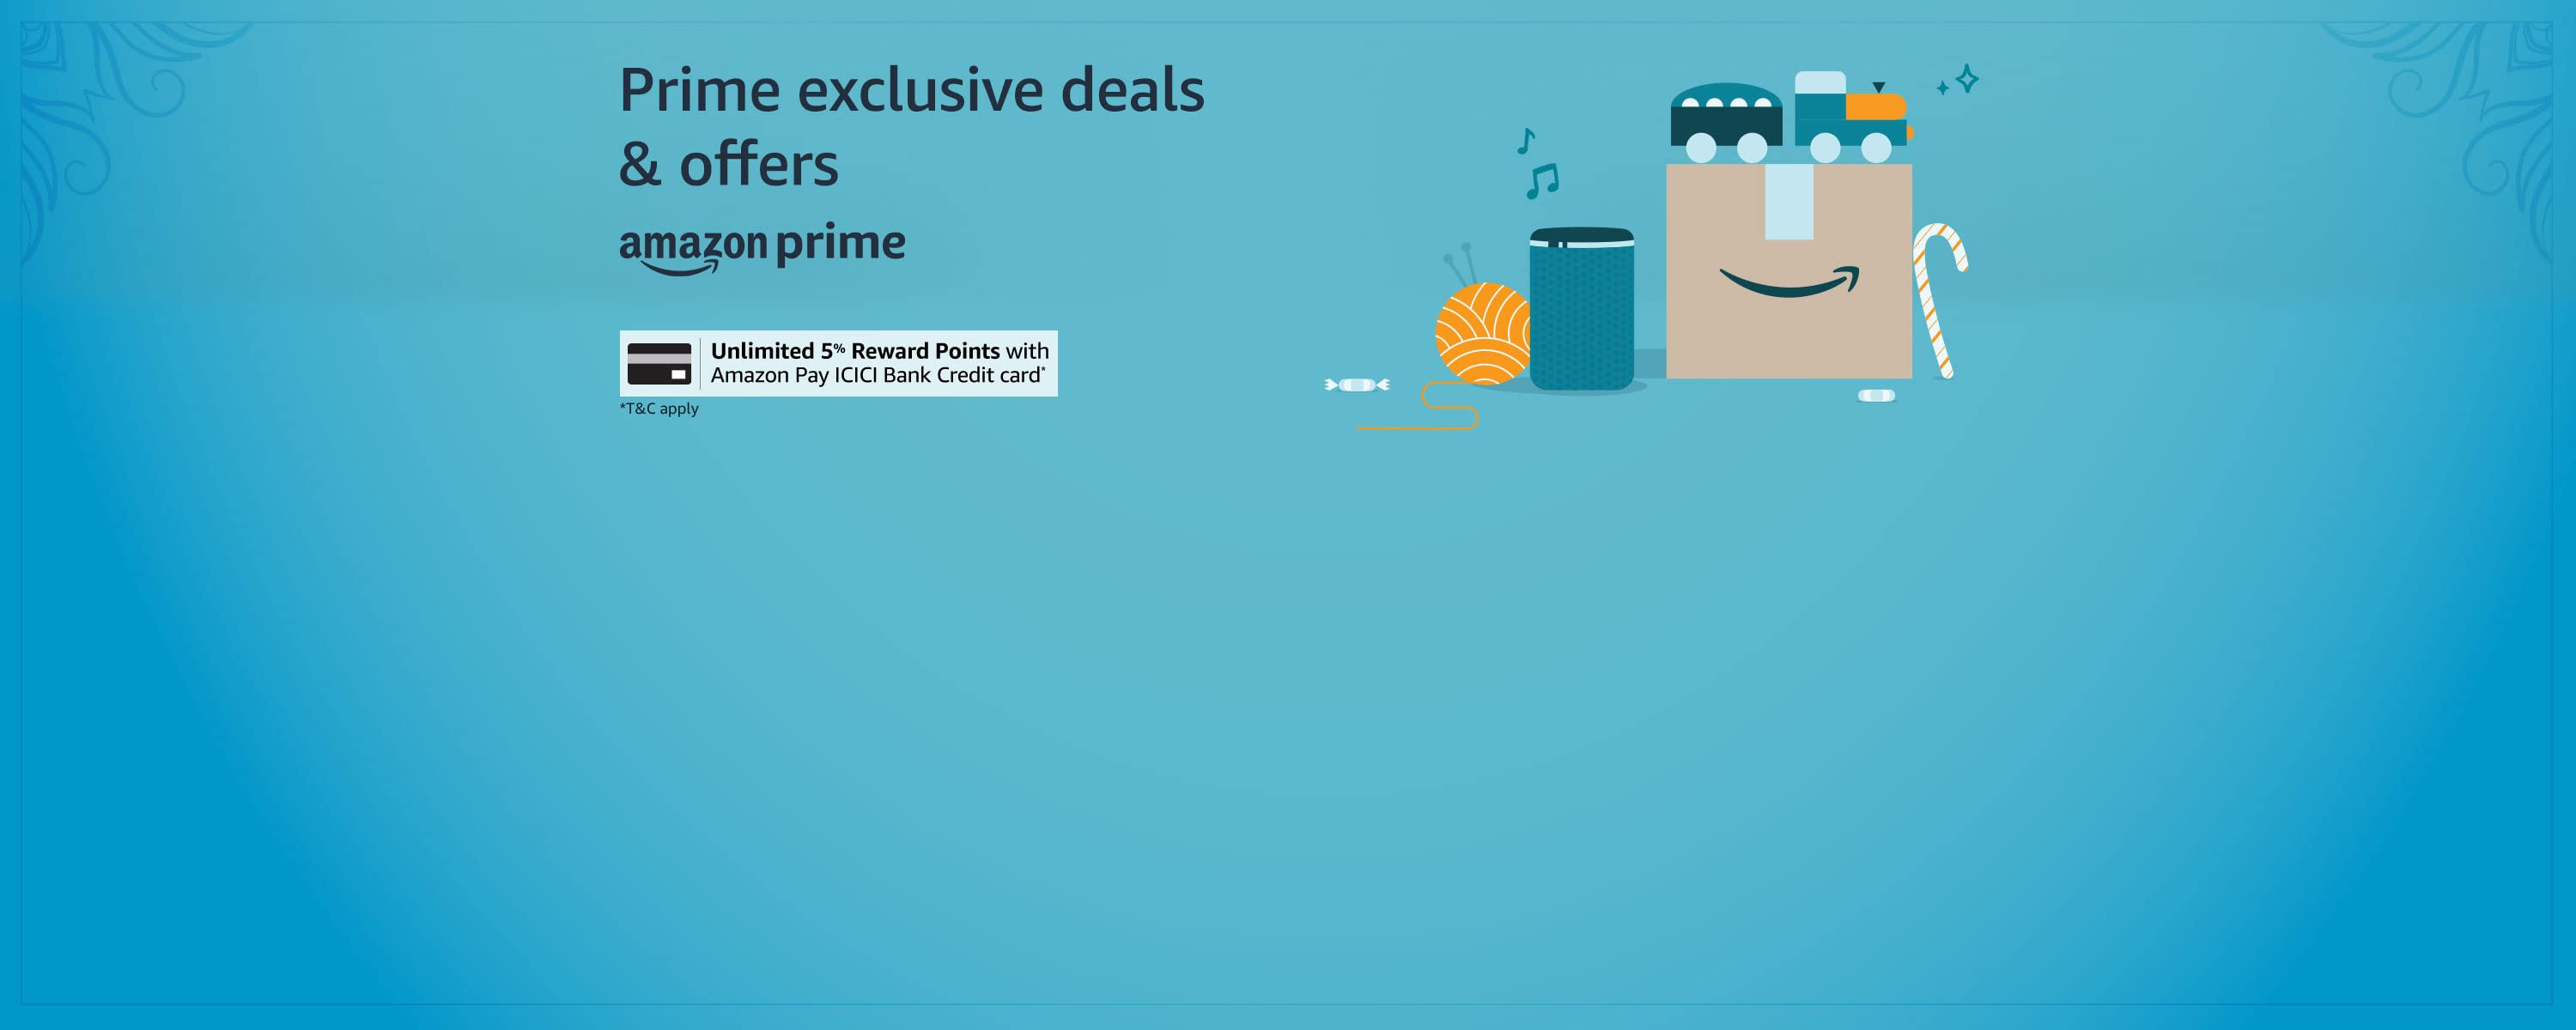 Prime exclusive deals
& offers
amazon prime
Unlimited 5% Reward Points with
Amazon Pay ICICI Bank Credit card*
*T&C apply